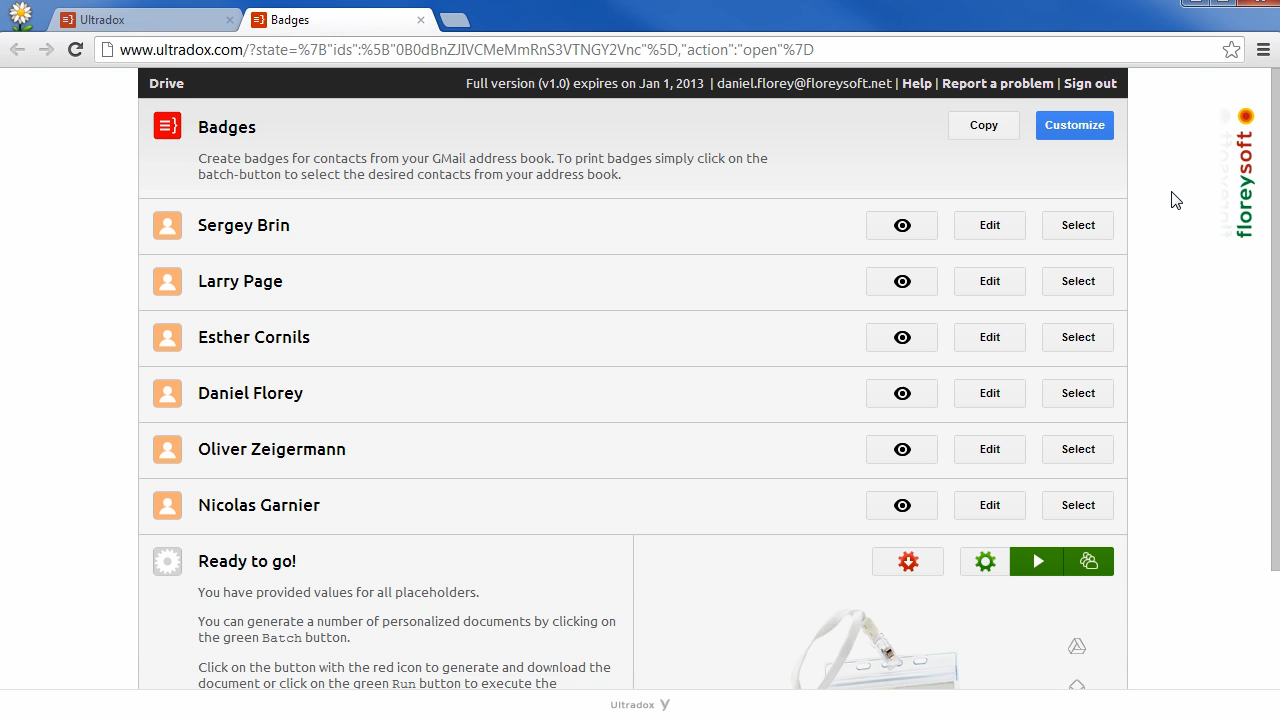 Ultradox
Badges
www.ultradox.com/?state=%7B"ids":%5B"0B0dBnZJIVCMeMmRnS3VTNGY2Vnc"%5D,"action":"open"%7D
Drive
Full version (v1.0) expires on Jan 1, 2013 | daniel.florey@floreysoft.net | Help | Report a problem | Sign out
Badges
Copy
Customize
Create badges for contacts from your GMail address book. To print badges simply click on the
batch-button to select the desired contacts from your address book.
floreysoft
Sergey Brin
Edit
Select
Larry Page
Edit
Select
Esther Cornils
Edit
Select
Daniel Florey
Edit
Select
Oliver Zeigermann
Edit
Select
Nicolas Garnier
Edit
Select
Ready to go!
You have provided values for all placeholders.
You can generate a number of personalized documents by clicking on
the green Batch button.
Click on the button with the red icon to generate and download the
document or click on the green Run button to execute the
Ultradox